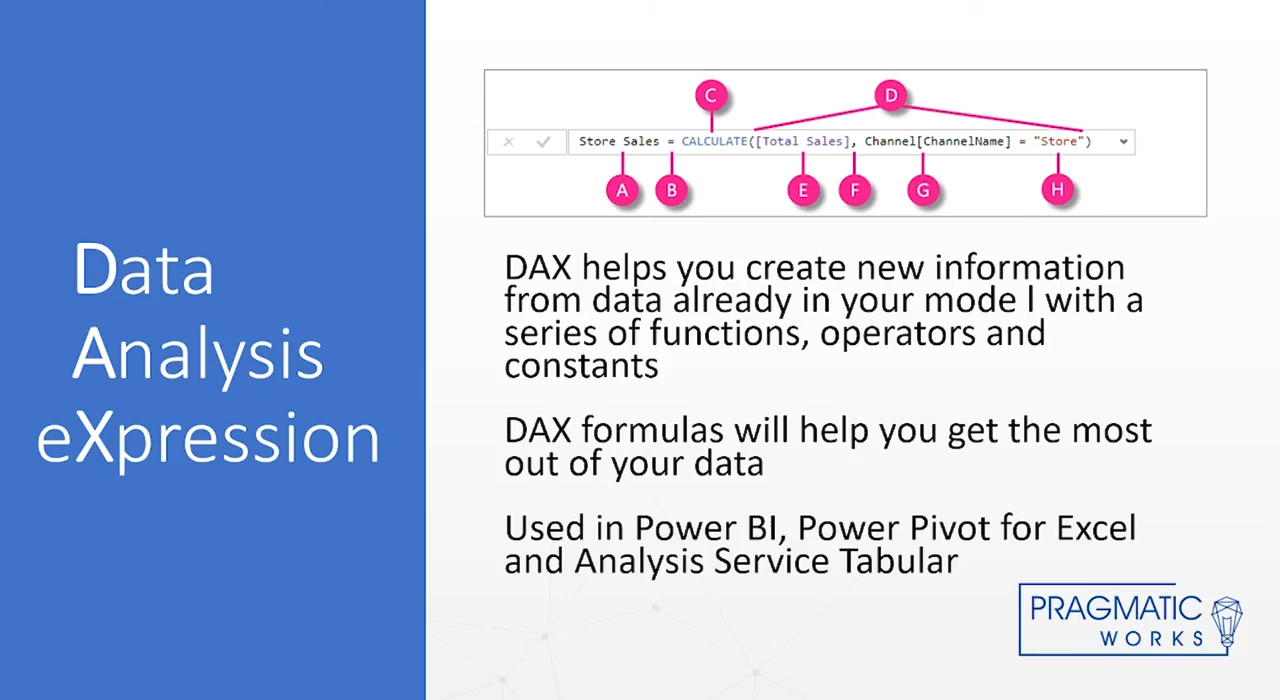 Data
Analysis
eXpression
C
D
Store Sales = CALCULATE([Total Sales], Channel[ChannelName] = "Store")
A
B
E
F
G
H
DAX helps you create new information
from data already in your mode l with a
series of functions, operators and
constants
DAX formulas will help you get the most
out of your data
Used in Power BI, Power Pivot for Excel
and Analysis Service Tabular
PRAGMATIC
WORKS